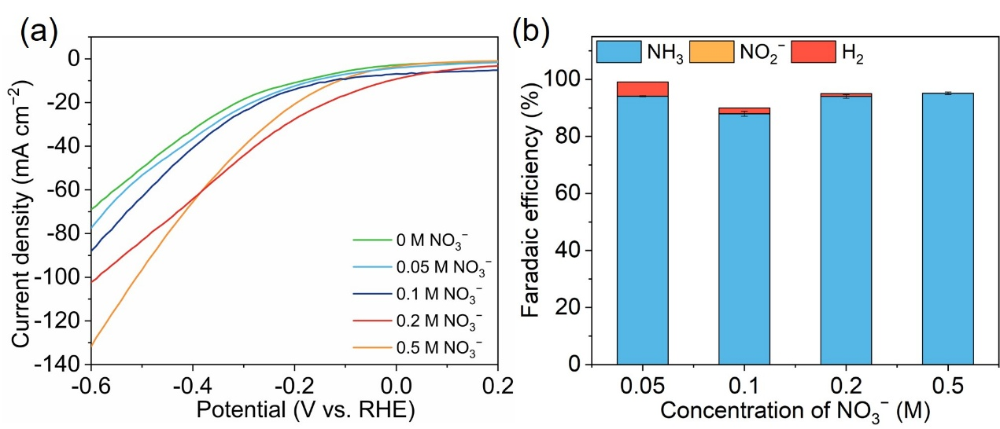 (a)
Current density (mA cm⁻²)
0
-20
-40
-60
-80
-100
-120
-140
0 M NO₃⁻
0.05 M NO₃⁻
0.1 M NO₃⁻
0.2 M NO₃⁻
0.5 M NO₃⁻
-0.6 -0.4 -0.2 0.0 0.2
Potential (V vs. RHE)
(b)
NH₃ NO₂⁻ H₂
Faradaic efficiency (%)
100
80
60
40
20
0
0.05 0.1 0.2 0.5
Concentration of NO₃⁻ (M)